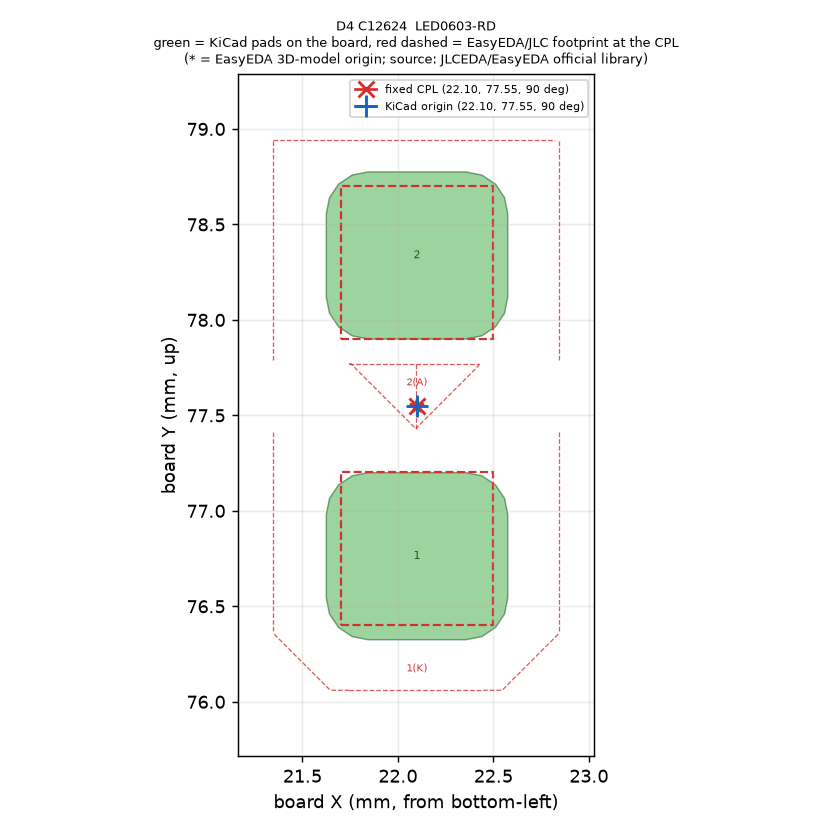 D4 C12624  LED0603-RD
green = KiCad pads on the board, red dashed = EasyEDA/JLC footprint at the CPL
(* = EasyEDA 3D-model origin; source: JLCEDA/EasyEDA official library)
fixed CPL (22.10, 77.55, 90 deg)
KiCad origin (22.10, 77.55, 90 deg)
79.0
78.5
78.0
77.5
77.0
76.5
76.0
board Y (mm, up)
2
2(A)
1
1(K)
21.5 22.0 22.5 23.0
board X (mm, from bottom-left)